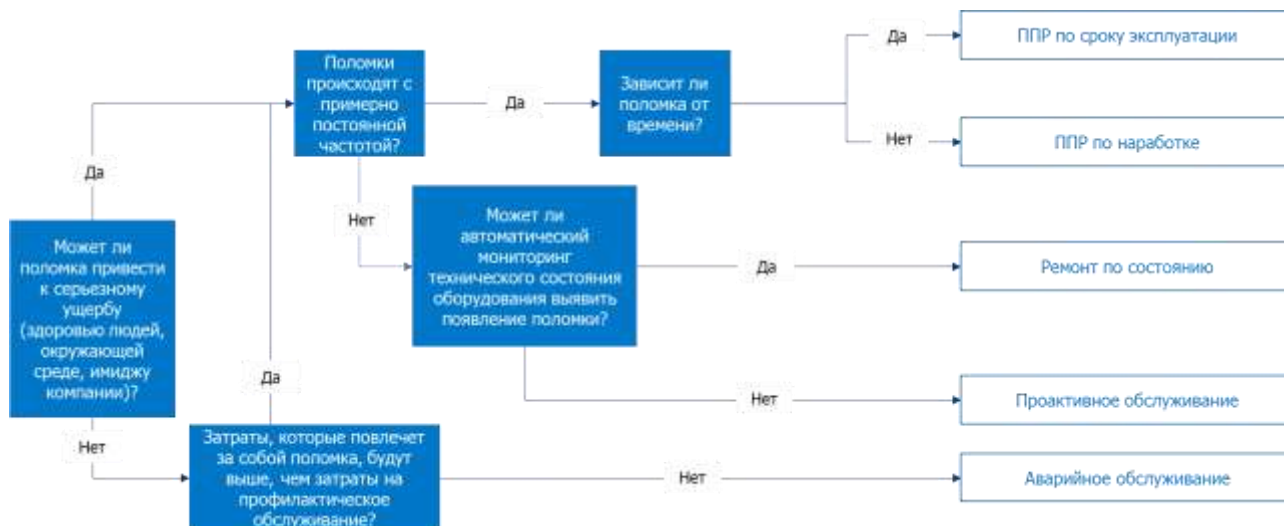 Поломки
происходят с
примерно
постоянной
частотой?
Да
Зависит ли
поломка от
времени?
Да
ППР по сроку эксплуатации
Нет
ППР по наработке
Да
Нет
Может ли
автоматический
мониторинг
технического состояния
оборудования выявить
появление поломки?
Да
Ремонт по состоянию
Может ли
поломка привести
к серьезному
ущербу
(здоровью людей,
окружающей
среде, имиджу
компании)?
Да
Нет
Проактивное обслуживание
Нет
Затраты, которые повлечет
за собой поломка, будут
выше, чем затраты на
профилактическое
обслуживание?
Нет
Аварийное обслуживание